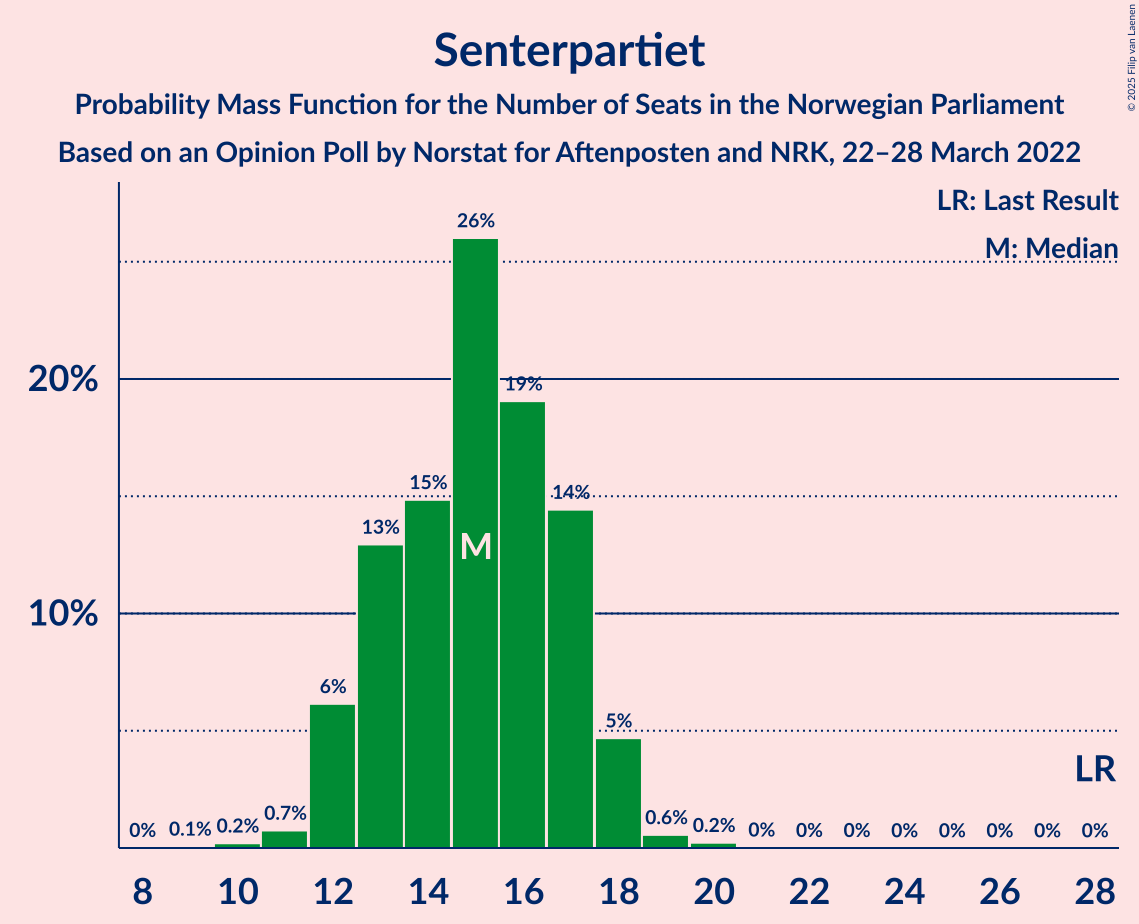 Senterpartiet
Probability Mass Function for the Number of Seats in the Norwegian Parliament
Based on an Opinion Poll by Norstat for Aftenposten and NRK, 22–28 March 2022
© 2025 Filip van Laenen
LR: Last Result
M: Median
26%
20%
19%
15%
14%
13%
M
10%
6%
5%
LR
0% 0.1% 0.2% 0.7% 0.6% 0.2% 0% 0% 0% 0% 0% 0% 0% 0%
8 10 12 14 16 18 20 22 24 26 28